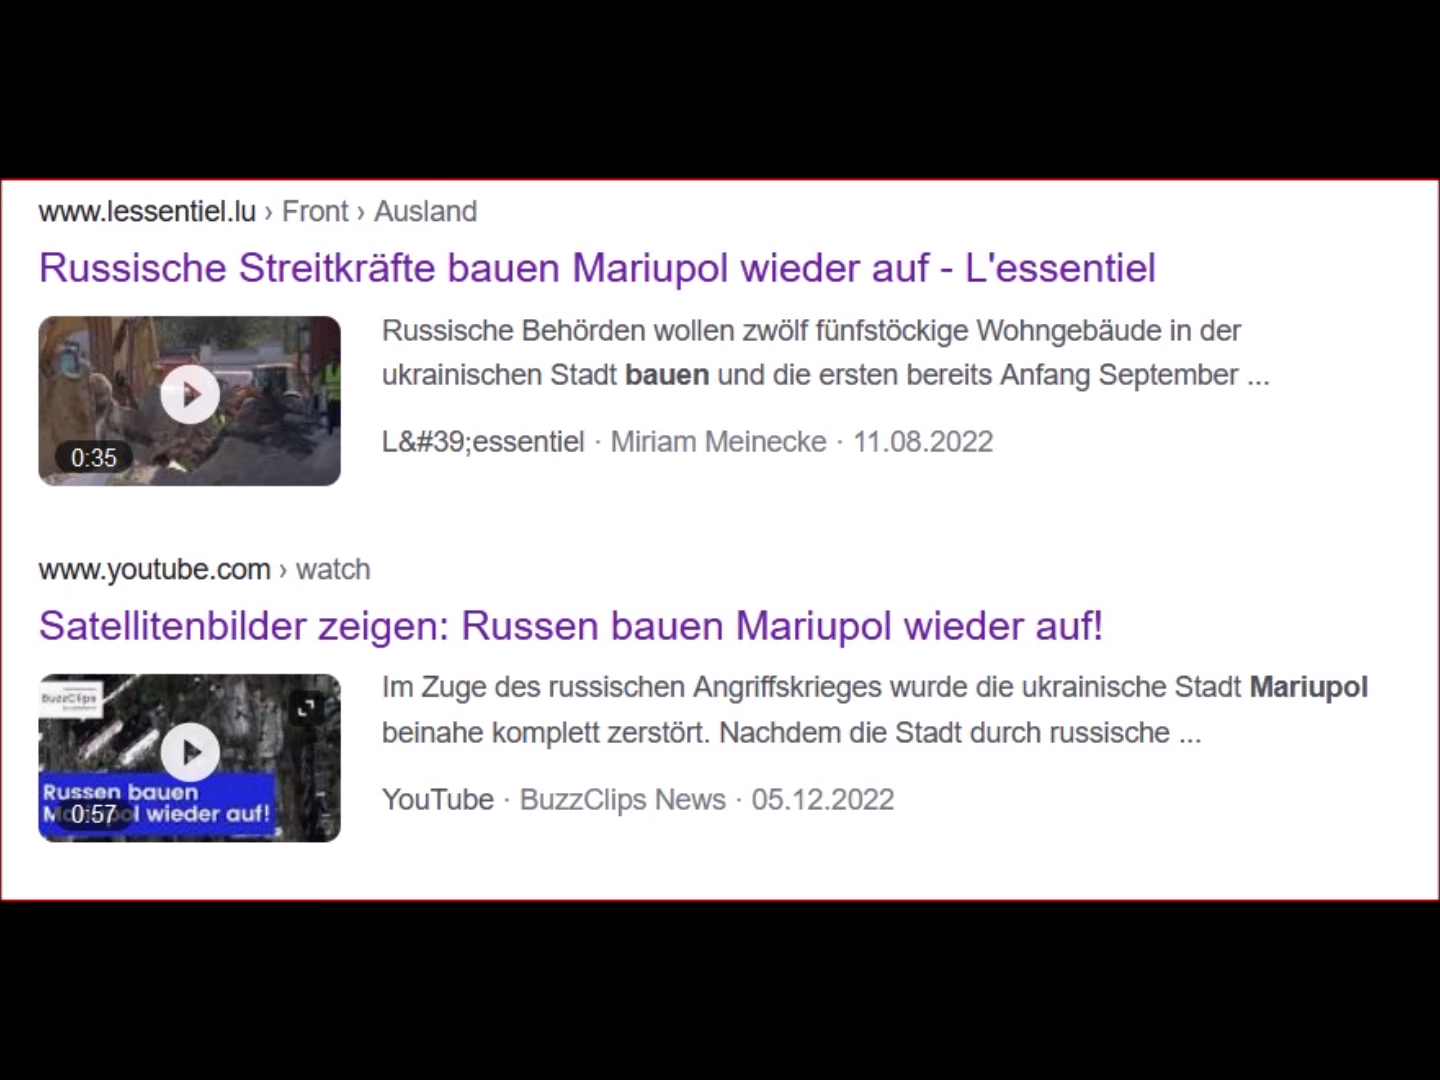 www.lessentiel.lu › Front › Ausland
Russische Streitkräfte bauen Mariupol wieder auf - L'essentiel
Russische Behörden wollen zwölf fünfstöckige Wohngebäude in der
ukrainischen Stadt bauen und die ersten bereits Anfang September ...
0:35
L&#39;essentiel · Miriam Meinecke · 11.08.2022
www.youtube.com › watch
Satellitenbilder zeigen: Russen bauen Mariupol wieder auf!
Im Zuge des russischen Angriffskrieges wurde die ukrainische Stadt Mariupol
beinahe komplett zerstört. Nachdem die Stadt durch russische ...
BuzzClips
Russen bauen
wieder auf!
0:57
YouTube · BuzzClips News · 05.12.2022